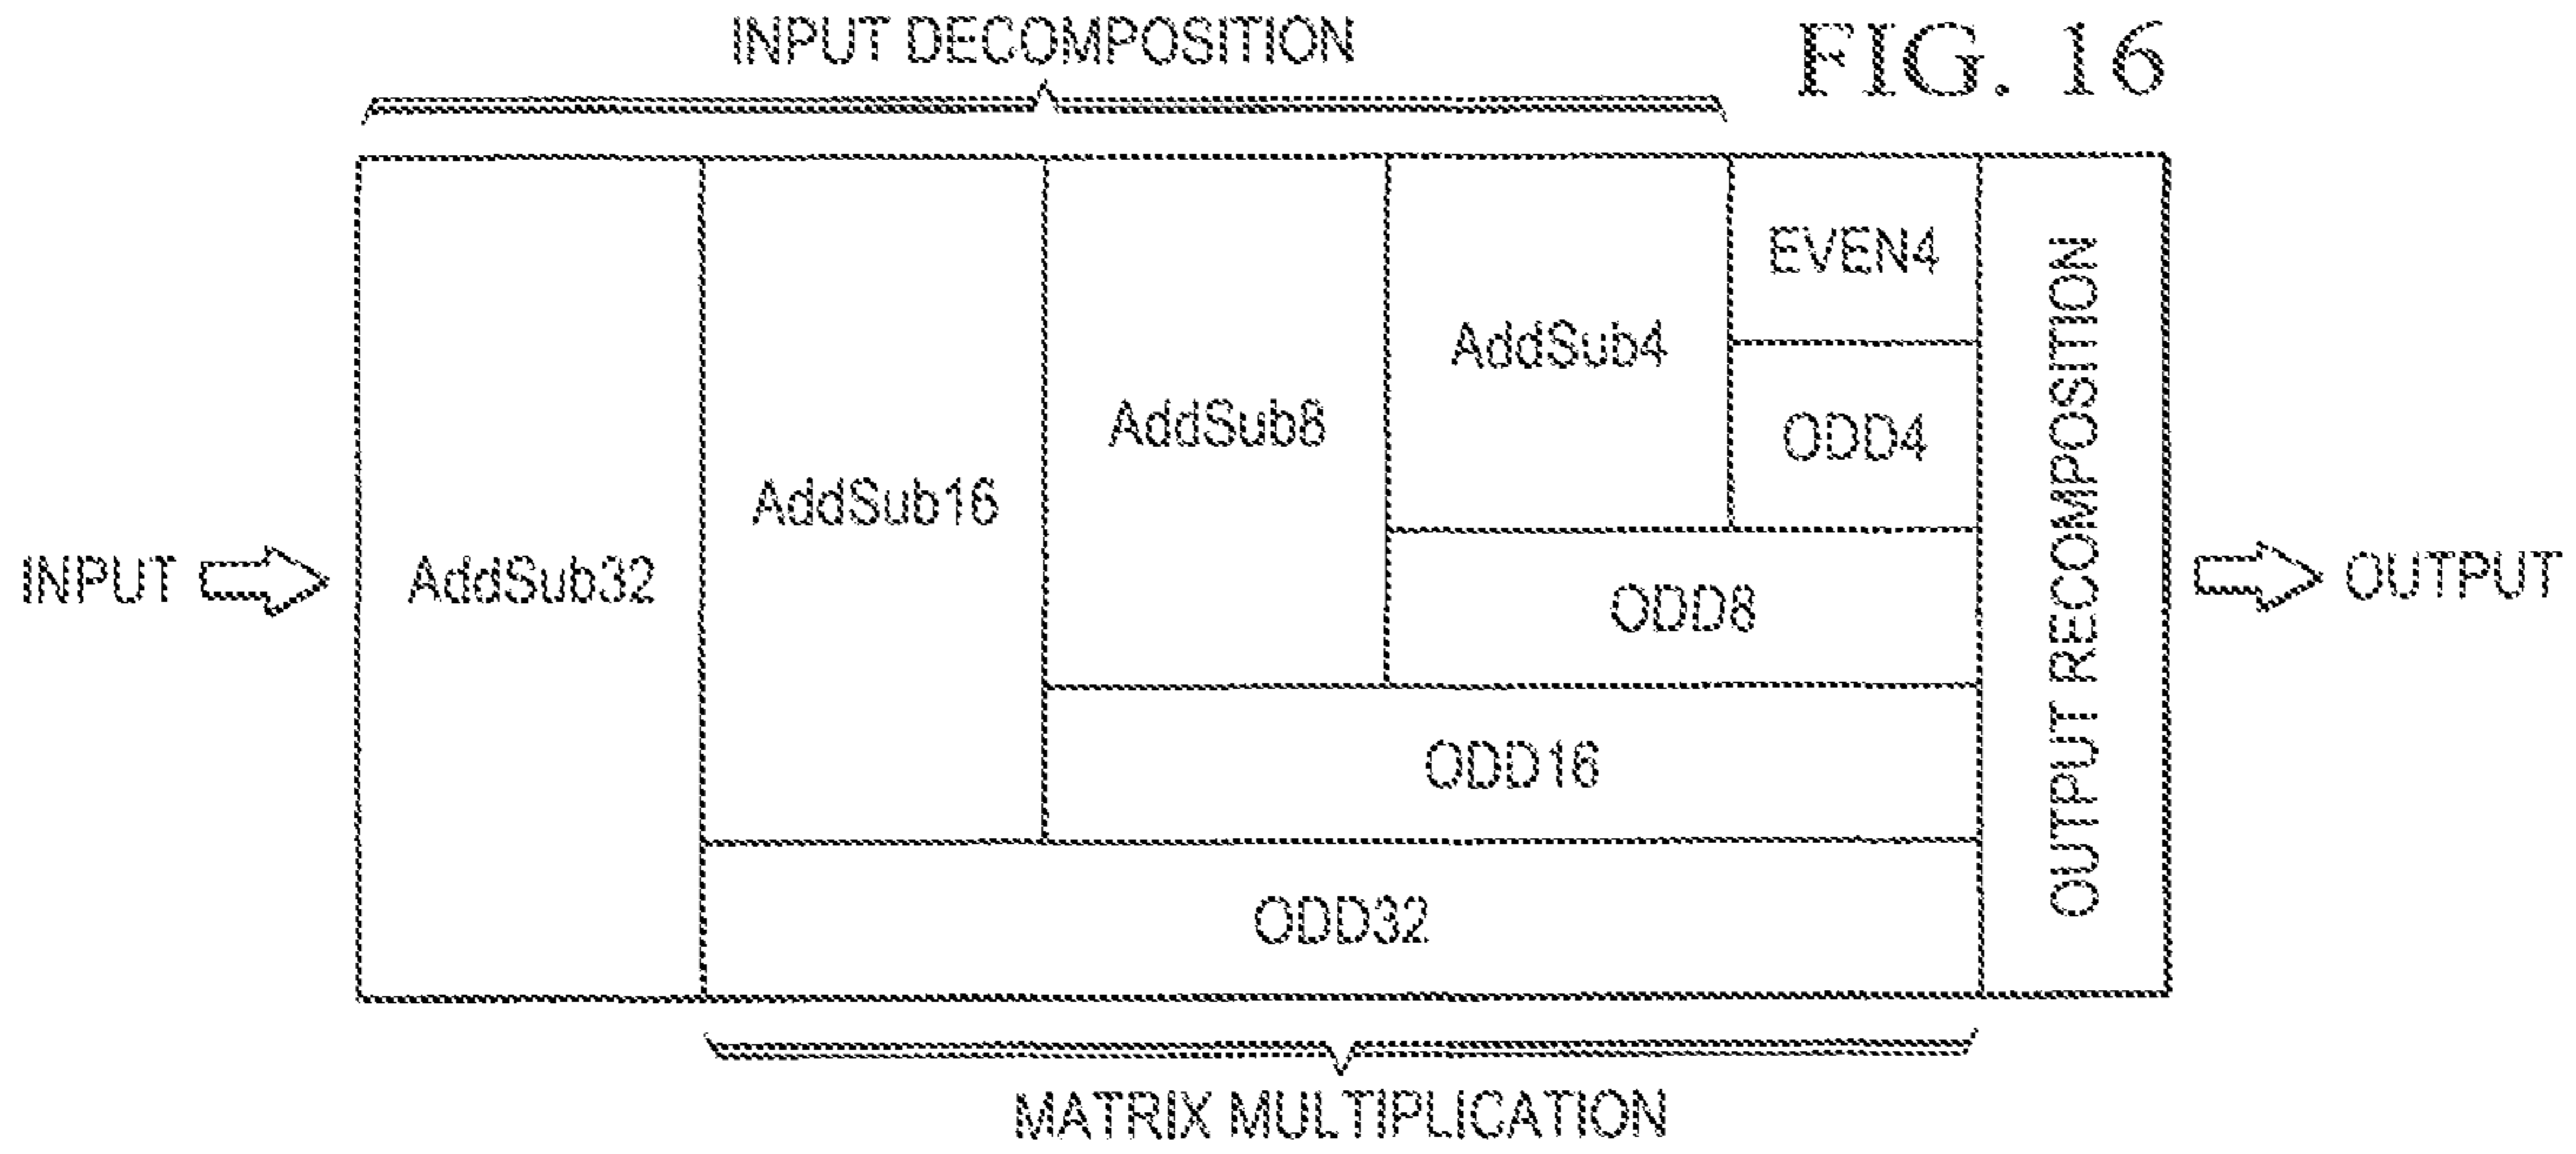 INPUT DECOMPOSITION
FIG. 16
EVEN4
AddSub4
ODD4
AddSub8
AddSub16
INPUT
AddSub32
ODD8
OUTPUT RECOMPOSITION
OUTPUT
ODD16
ODD32
MATRIX MULTIPLICATION